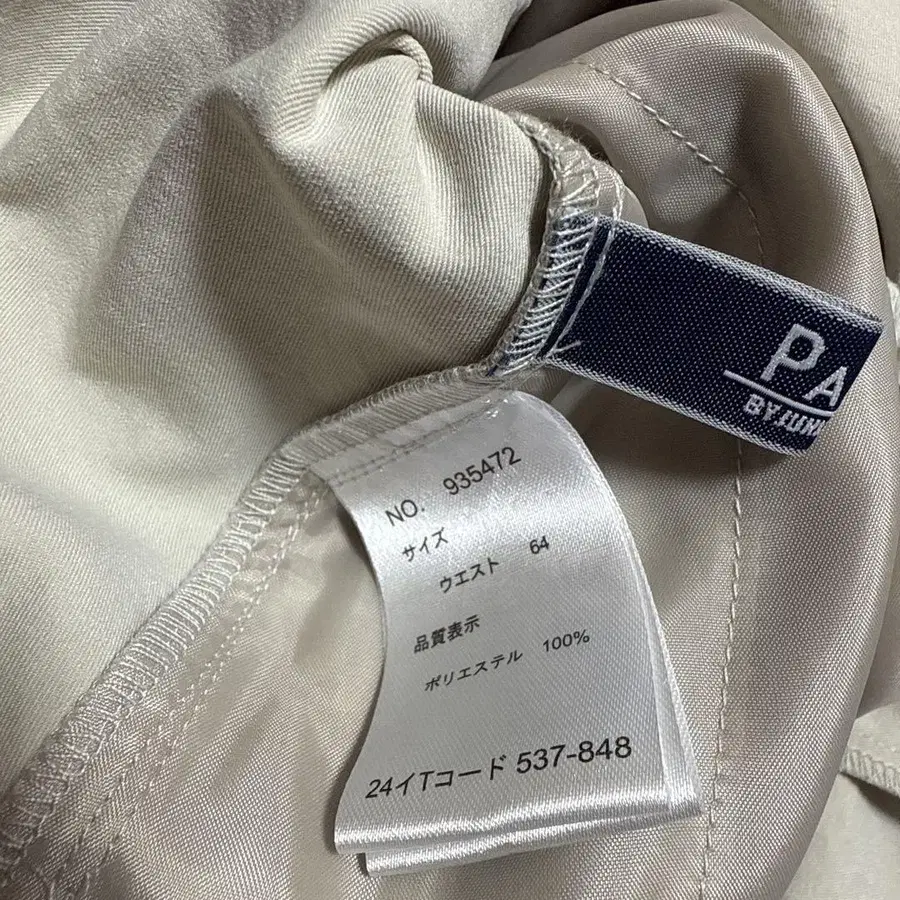 PA
NO. 935472
サイズ
ウエスト 64
品質表示
ポリエステル 100%
24イTコード 537-848